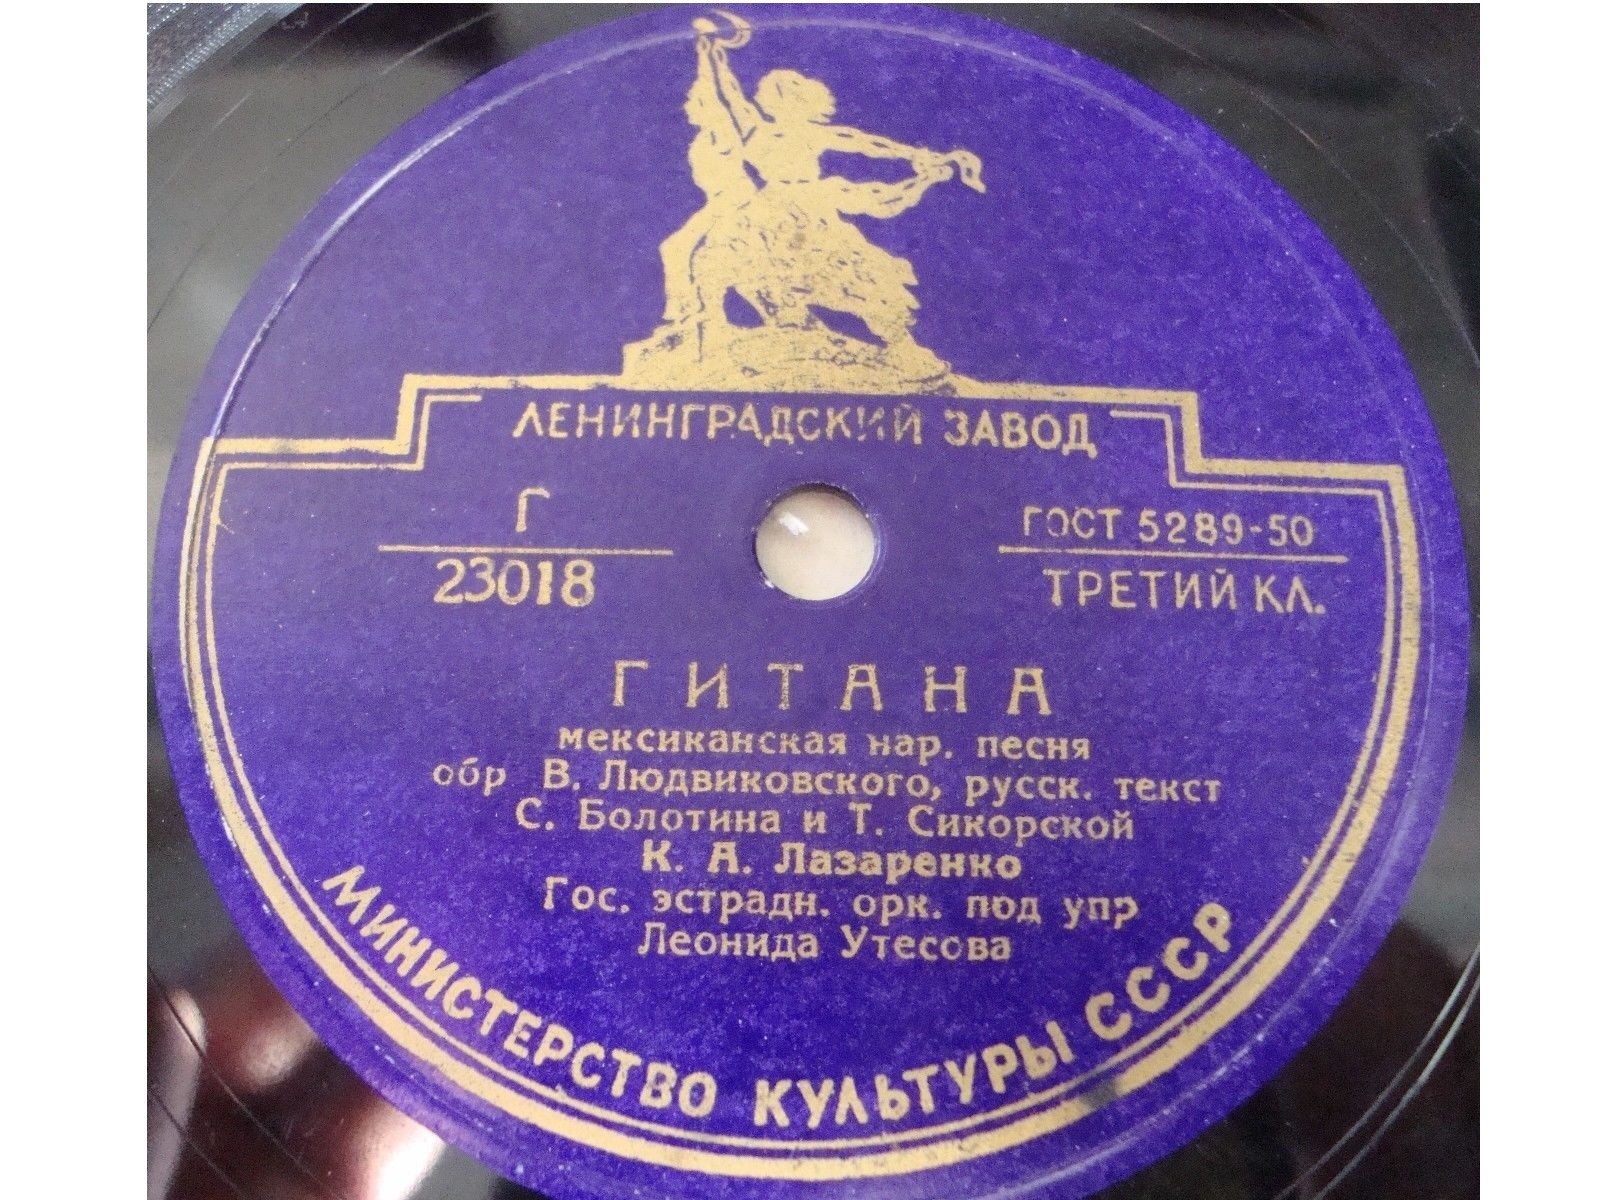 ЛЕНИНГРАДСКИЙ ЗАВОД
Г
23018
ГОСТ 5289-50
ТРЕТИЙ КЛ.
ГИТАНА
мексиканская нар. песня
обр В. Людвиковского, русск. текст
С. Болотина и Т. Сикорской
К. А. Лазаренко
Гос. эстрадн. орк. под упр
Леонида Утесова
МИНИСТЕРСТВО КУЛЬТУРЫ СССР